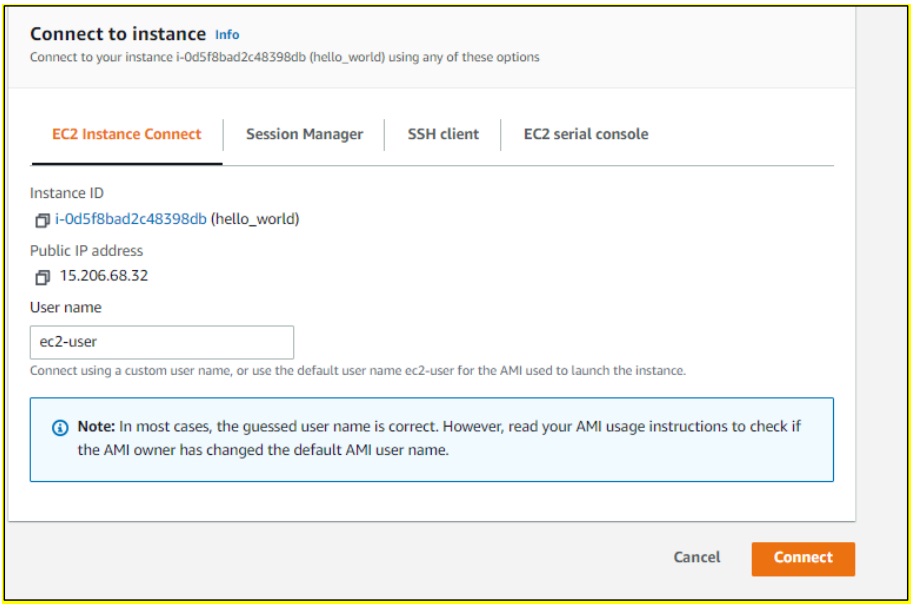 Connect to instance Info
Connect to your instance i-0d5f8bad2c48398db (hello_world) using any of these options
EC2 Instance Connect Session Manager SSH client EC2 serial console
Instance ID
i-0d5f8bad2c48398db (hello_world)
Public IP address
15.206.68.32
User name
ec2-user
Connect using a custom user name, or use the default user name ec2-user for the AMI used to launch the instance.
Note: In most cases, the guessed user name is correct. However, read your AMI usage instructions to check if
the AMI owner has changed the default AMI user name.
Cancel Connect